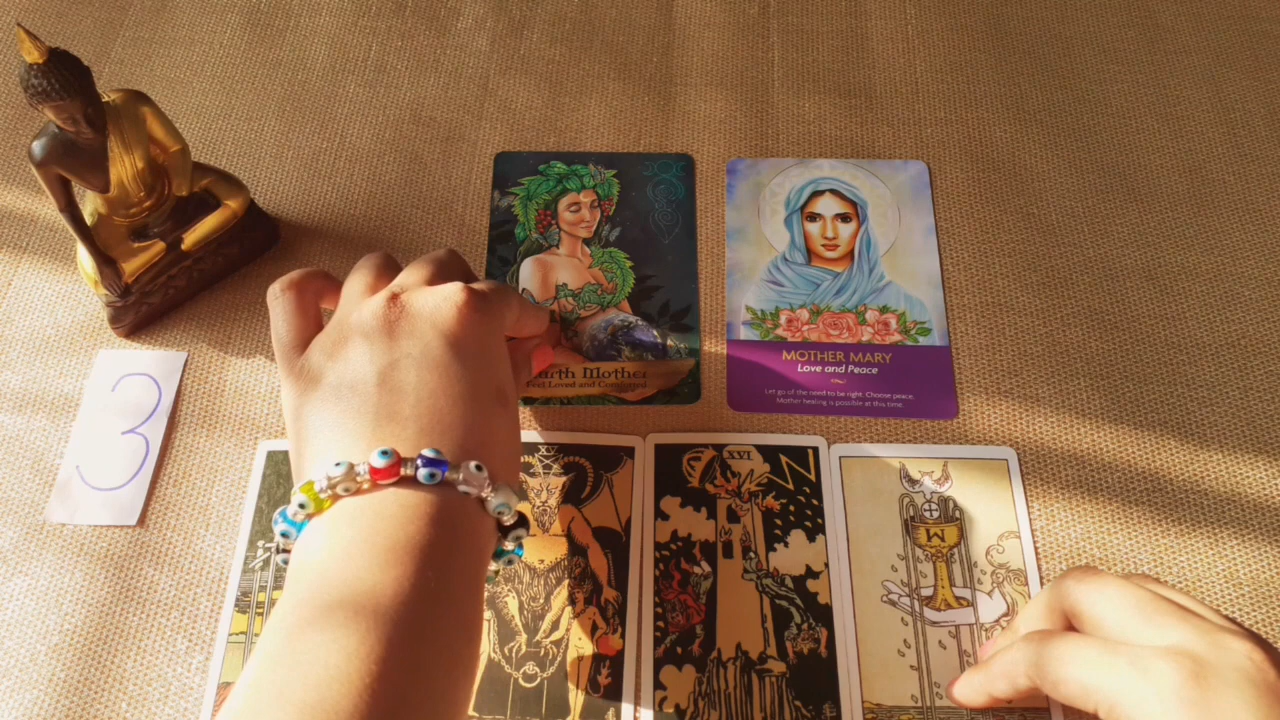 3
Earth Mother
Feel Loved and Comforted
MOTHER MARY
Love and Peace
Let go of the need to be right. Choose peace.
Mother healing is possible at this time.
XV
XVI